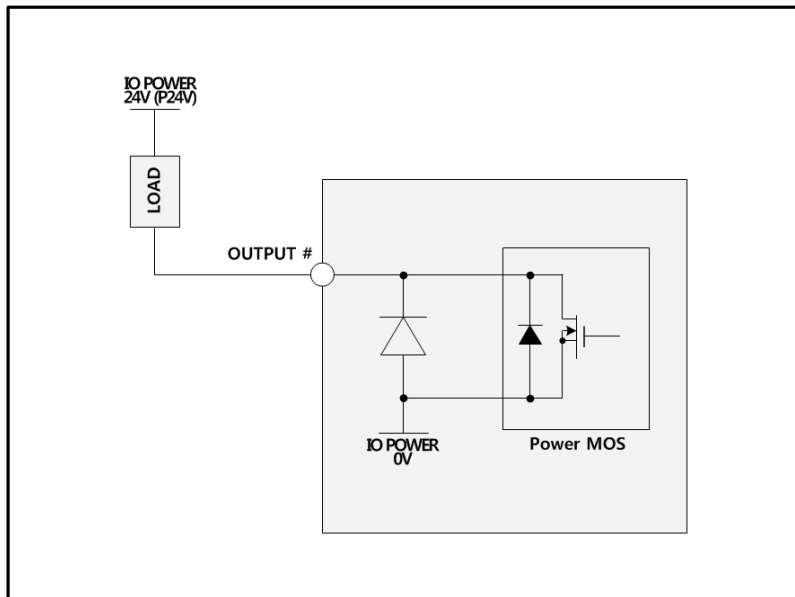 IO POWER
24V (P24V)
LOAD
OUTPUT #
IO POWER
0V
Power MOS